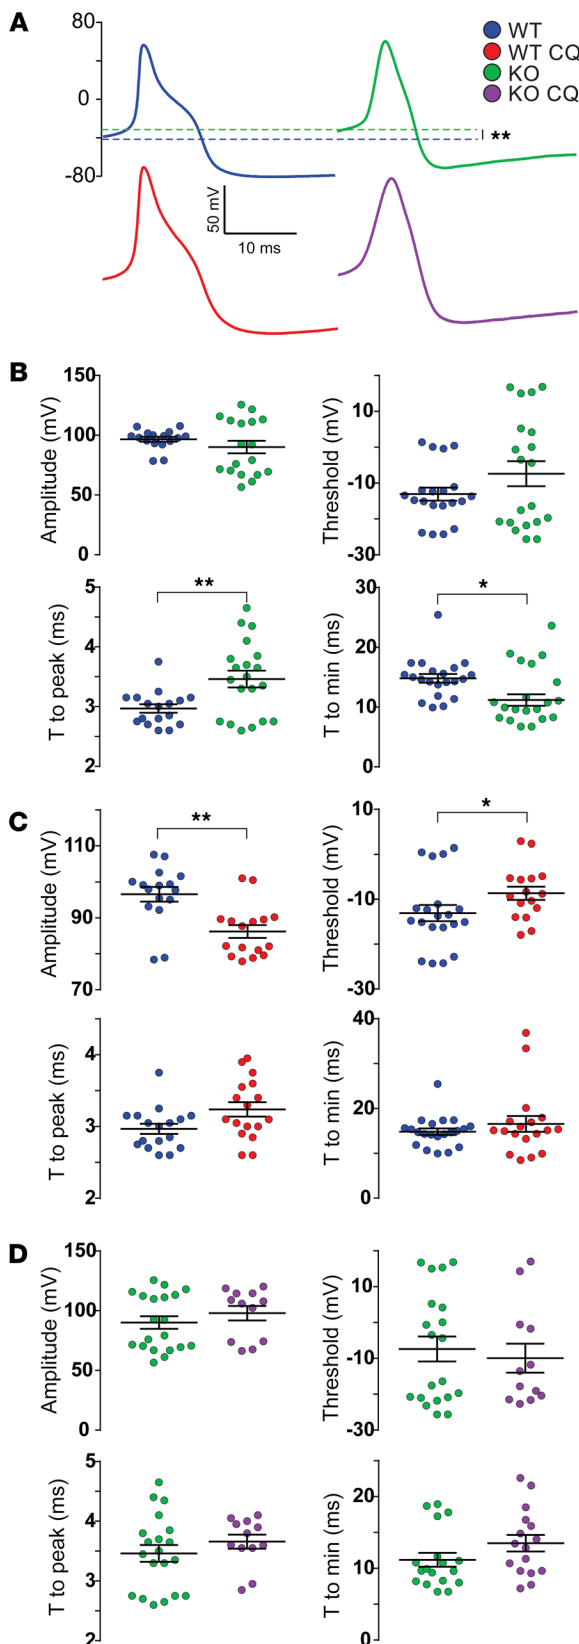 A
80
0
-80
WT
WT CQ
KO
KO CQ
**
50 mV
10 ms
B
Amplitude (mV)
150
100
50
0
Threshold (mV)
10
-10
-30
T to peak (ms)
5
4
3
2
**
T to min (ms)
30
20
10
0
*
C
Amplitude (mV)
110
90
70
**
Threshold (mV)
10
-10
-30
*
T to peak (ms)
4
3
2
T to min (ms)
40
20
0
D
Amplitude (mV)
150
100
50
0
Threshold (mV)
10
-10
-30
T to peak (ms)
5
4
3
2
T to min (ms)
20
10
0